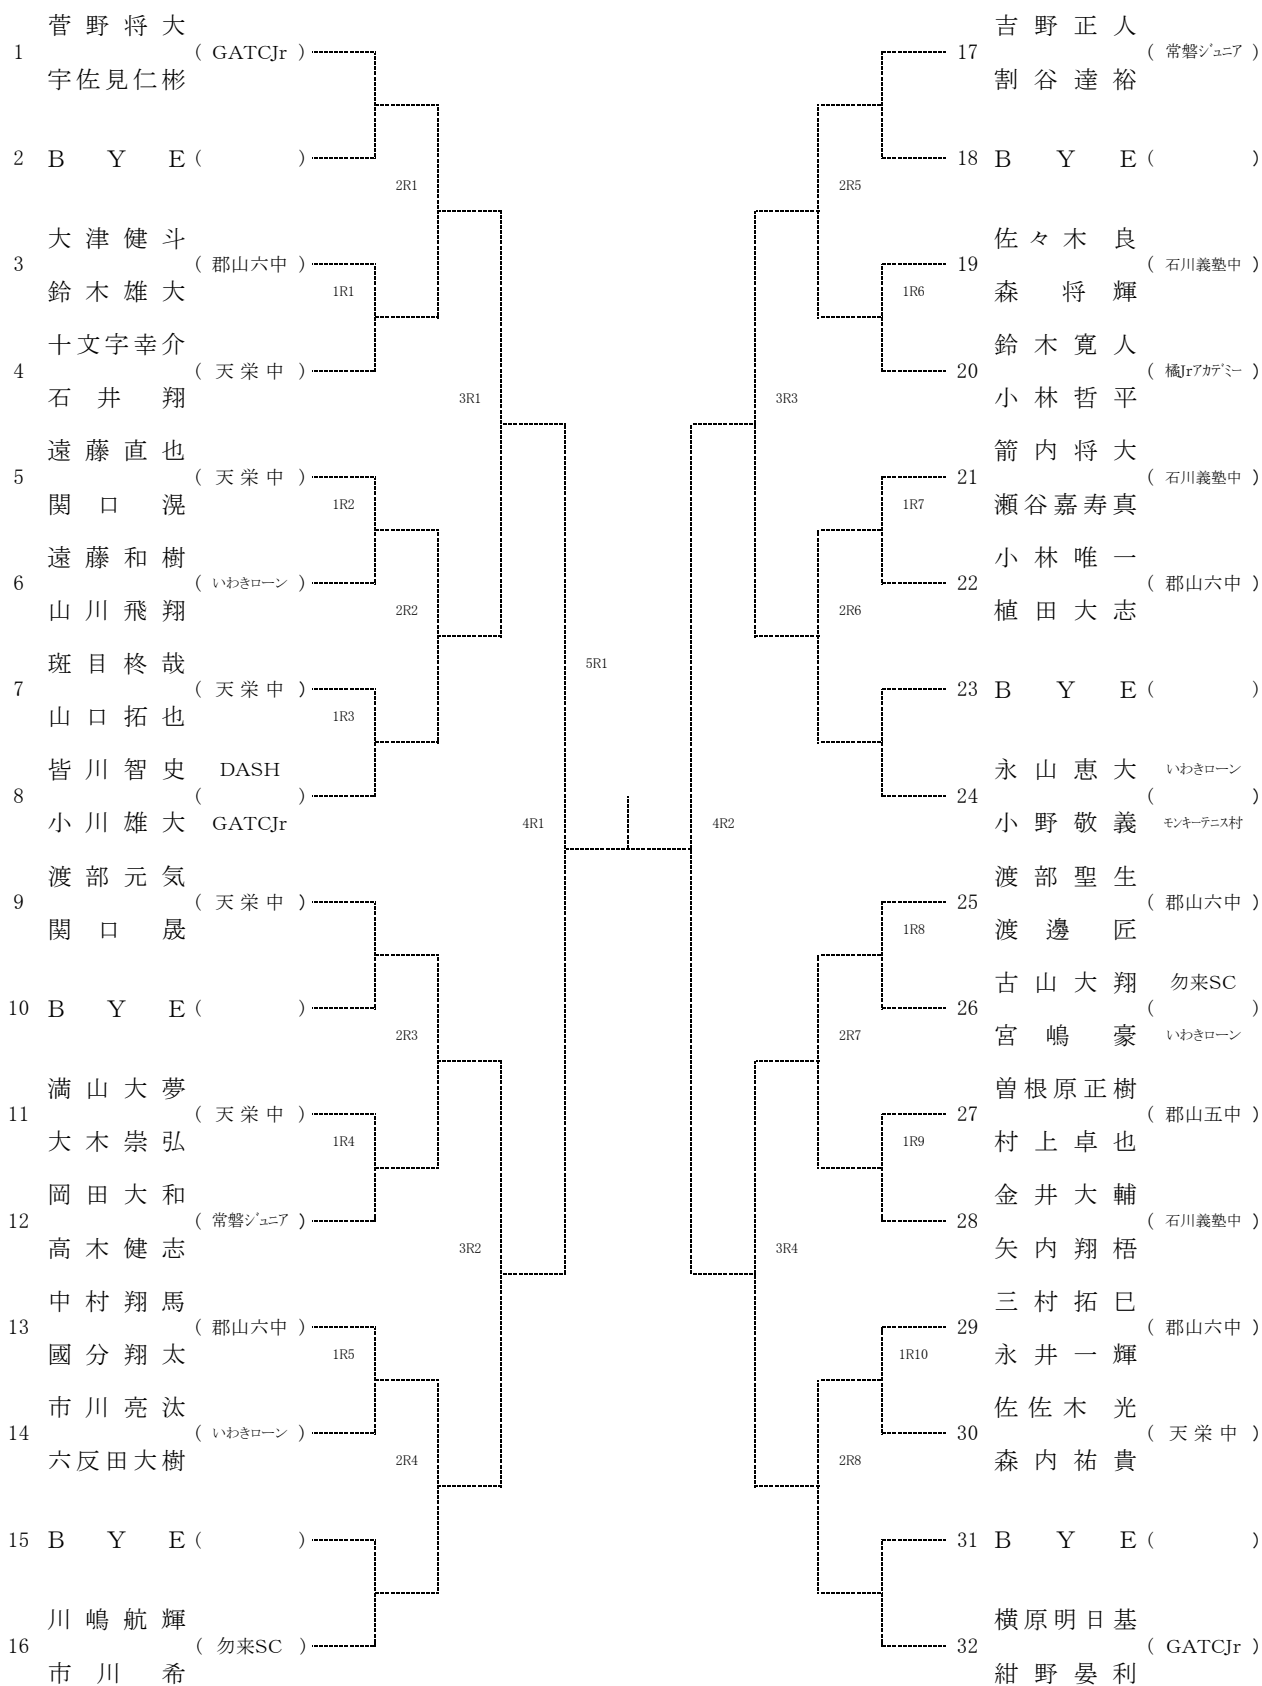 菅野将大
1 ( GATCJr )
宇佐見仁彬
2 B Y E ( )
2R1
大津健斗
3 ( 郡山六中 )
鈴木雄大 1R1
十文字幸介
4 ( 天栄中 )
石井 翔 3R1
遠藤直也
5 ( 天栄中 )
関口 滉 1R2
遠藤和樹
6 ( いわきローン )
山川飛翔 2R2
斑目柊哉 5R1
7 ( 天栄中 )
山口拓也 1R3
皆川智史 DASH
8 ( )
小川雄大 GATCJr 4R1
渡部元気
9 ( 天栄中 )
関口 晟
10 B Y E ( )
2R3
満山大夢
11 ( 天栄中 )
大木崇弘 1R4
岡田大和
12 ( 常磐ジュニア )
高木健志 3R2
中村翔馬
13 ( 郡山六中 )
國分翔太 1R5
市川亮汰
14 ( いわきローン )
六反田大樹 2R4
15 B Y E ( )
川嶋航輝
16 ( 勿来SC )
市川 希
吉野正人
17 ( 常磐ジュニア )
割谷達裕
18 B Y E ( )
2R5
佐々木 良
19 ( 石川義塾中 )
1R6 森 将輝
鈴木寛人
20 ( 橘Jrアカデミー )
3R3 小林哲平
箭内将大
21 ( 石川義塾中 )
1R7 瀬谷嘉寿真
小林唯一
22 ( 郡山六中 )
2R6 植田大志
23 B Y E ( )
永山恵大 いわきローン
24 ( )
4R2 小野敬義 モンキーテニス村
渡部聖生
25 ( 郡山六中 )
1R8 渡邊 匠
古山大翔 勿来SC
26 ( )
2R7 宮嶋 豪 いわきローン
曽根原正樹
27 ( 郡山五中 )
1R9 村上卓也
金井大輔
28 ( 石川義塾中 )
3R4 矢内翔梧
三村拓巳
29 ( 郡山六中 )
1R10 永井一輝
佐佐木 光
30 ( 天栄中 )
2R8 森内祐貴
31 B Y E ( )
横原明日基
32 ( GATCJr )
紺野晏利